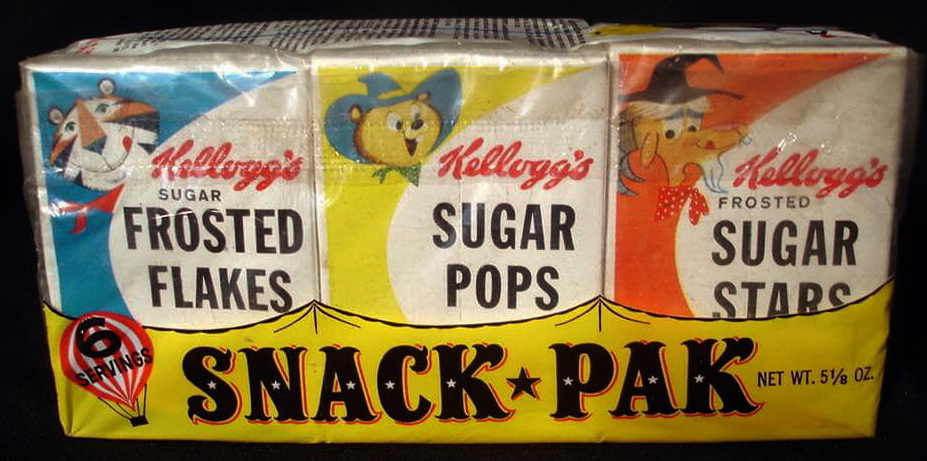 Kellogg's
SUGAR
FROSTED
FLAKES
Kellogg's
SUGAR
POPS
Kellogg's
FROSTED
SUGAR
STARS
6
SERVINGS
SNACK★PAK
NET WT. 5⅛ OZ.